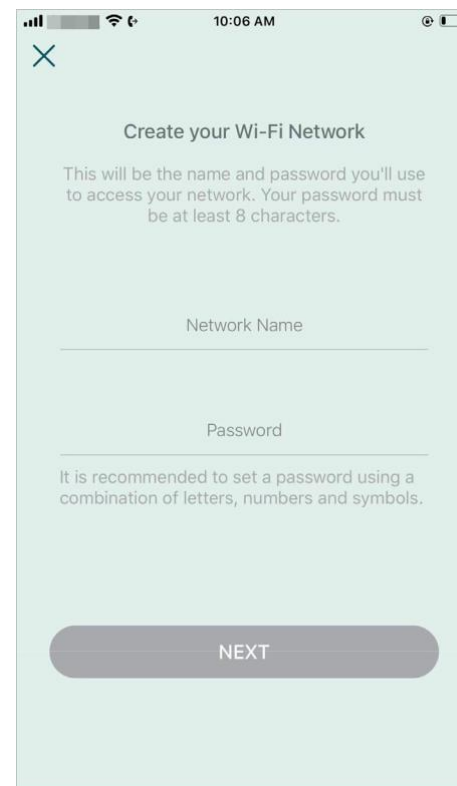 10:06 AM
Create your Wi-Fi Network
This will be the name and password you'll use
to access your network. Your password must
be at least 8 characters.
Network Name
Password
It is recommended to set a password using a
combination of letters, numbers and symbols.
NEXT